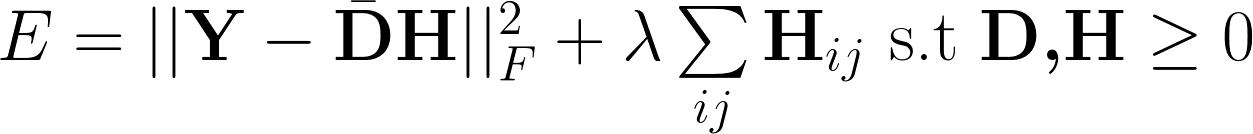 E = ||Y − D̄H||²_F + λ ∑_{ij} H_{ij} s.t D,H ≥ 0